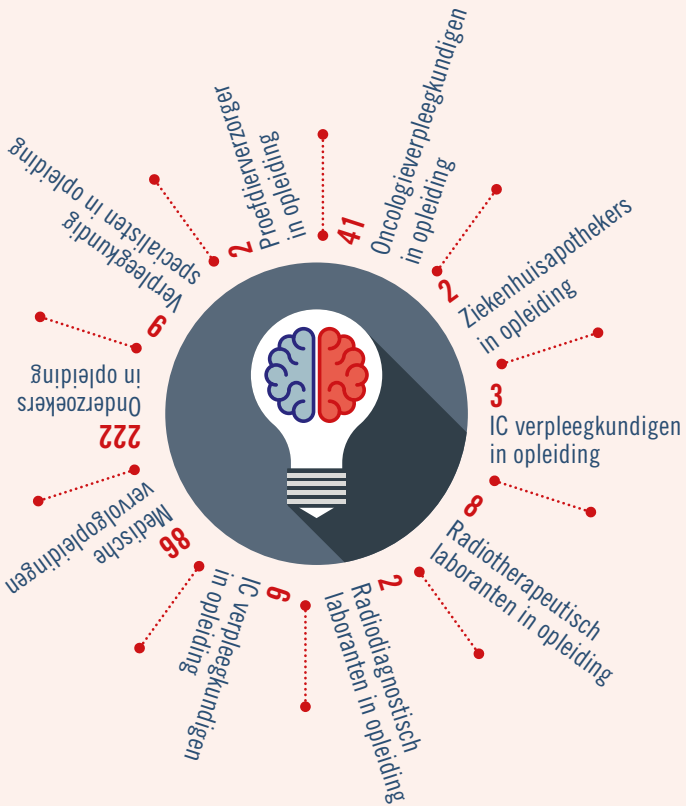 41
Oncologieverpleegkundigen
in opleiding
2
Ziekenhuisapothekers
in opleiding
3
IC verpleegkundigen
in opleiding
8
Radiotherapeutisch
laboranten in opleiding
2
Radiodiagnostisch
laboranten in opleiding
6
IC verpleegkundigen
in opleiding
86
Medische
vervolgopleidingen
222
Onderzoekers
in opleiding
6
Verpleegkundig
specialisten in opleiding
2
Proefdierverzorger
in opleiding